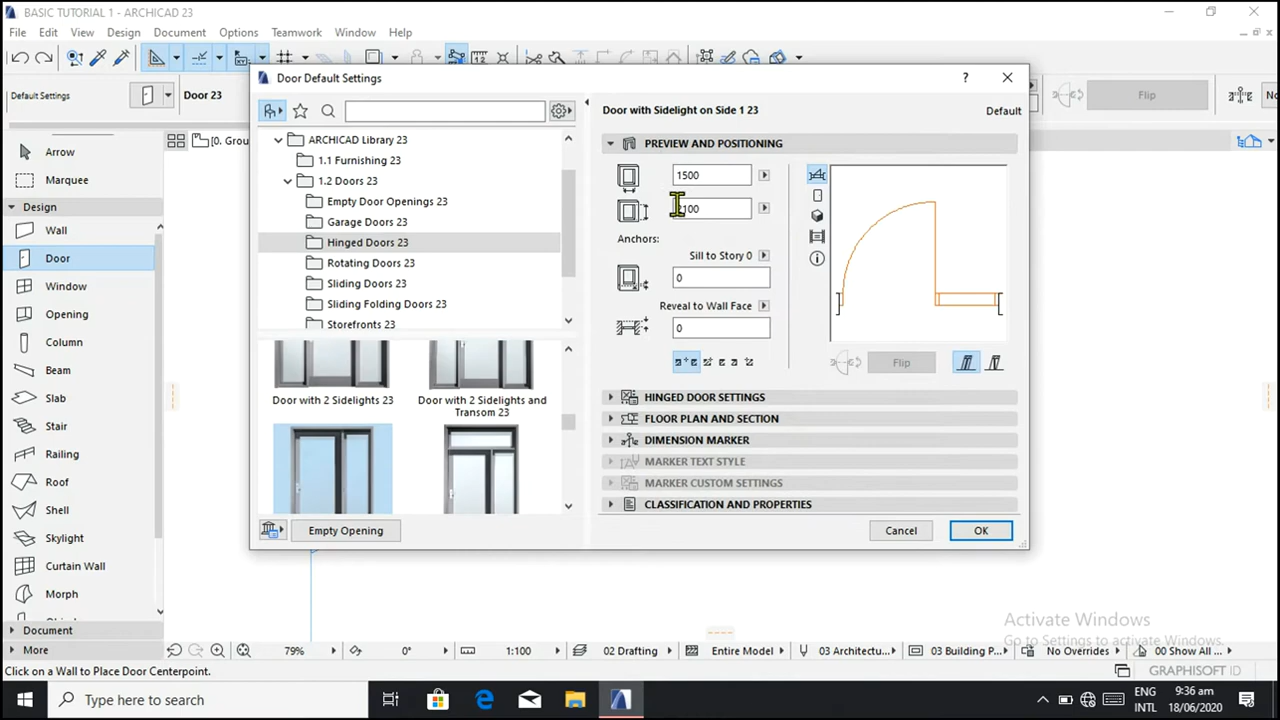 BASIC TUTORIAL 1 - ARCHICAD 23
File Edit View Design Document Options Teamwork Window Help
Door Default Settings
?
Default Settings
Door 23
Flip
No
Door with Sidelight on Side 1 23
Default
[0. Grou
ARCHICAD Library 23
1.1 Furnishing 23
1.2 Doors 23
Empty Door Openings 23
Garage Doors 23
Hinged Doors 23
Rotating Doors 23
Sliding Doors 23
Sliding Folding Doors 23
Storefronts 23
Door with 2 Sidelights 23
Door with 2 Sidelights and
Transom 23
Empty Opening
PREVIEW AND POSITIONING
1500
100
Anchors:
Sill to Story 0
0
Reveal to Wall Face
0
Flip
HINGED DOOR SETTINGS
FLOOR PLAN AND SECTION
DIMENSION MARKER
MARKER TEXT STYLE
MARKER CUSTOM SETTINGS
CLASSIFICATION AND PROPERTIES
Cancel
OK
Arrow
Marquee
Design
Wall
Door
Window
Opening
Column
Beam
Slab
Stair
Railing
Roof
Shell
Skylight
Curtain Wall
Morph
Document
More
Activate Windows
Go to Settings to activate Windows.
79%
0°
1:100
02 Drafting
Entire Model
03 Architectu...
03 Building P...
No Overrides
00 Show All ...
Click on a Wall to Place Door Centerpoint.
GRAPHISOFT ID
Type here to search
ENG
INTL
9:36 am
18/06/2020